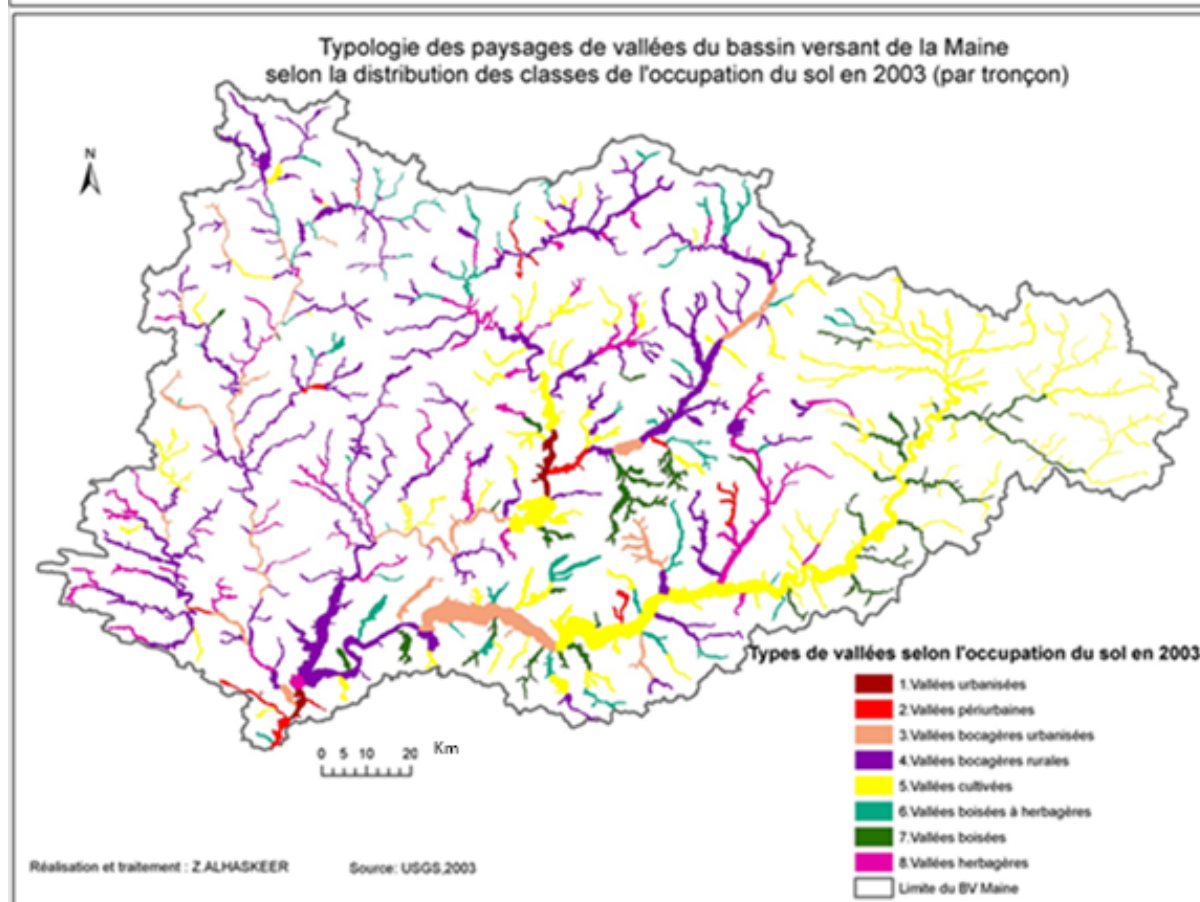 Typologie des paysages de vallées du bassin versant de la Maine
selon la distribution des classes de l'occupation du sol en 2003 (par tronçon)
N
Types de vallées selon l'occupation du sol en 2003
1.Vallées urbanisées
2.Vallées périurbaines
3.Vallées bocagères urbanisées
4.Vallées bocagères rurales
5.Vallées cultivées
6.Vallées boisées à herbagères
7.Vallées boisées
8.Vallées herbagères
Limite du BV Maine
0 5 10 20 Km
Réalisation et traitement : Z.ALHASKEER Source: USGS,2003